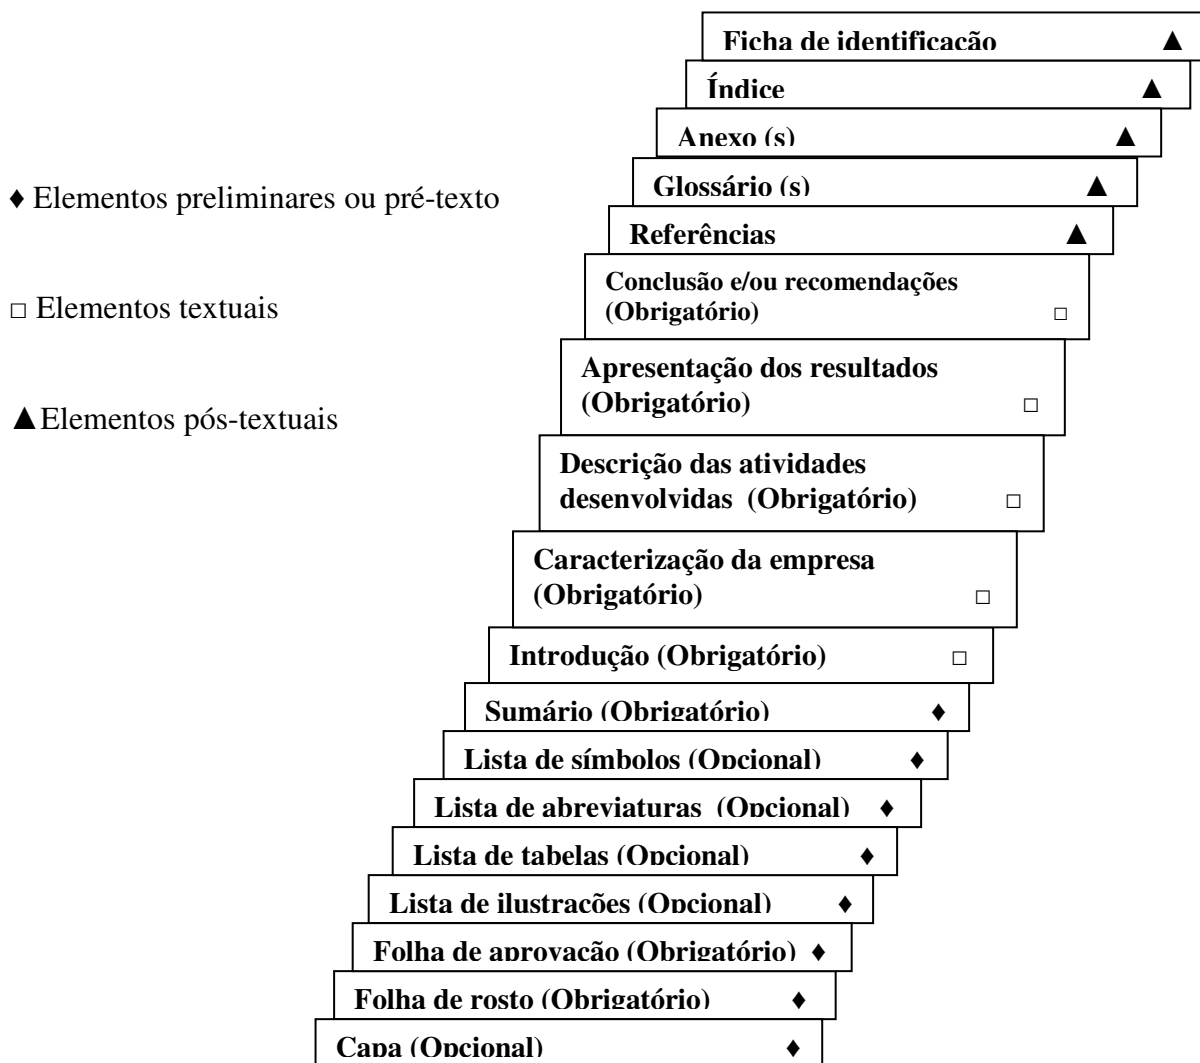 Ficha de identificação ▲
Índice ▲
Anexo (s) ▲
♦ Elementos preliminares ou pré-texto
Glossário (s) ▲
Referências ▲
□ Elementos textuais
Conclusão e/ou recomendações
(Obrigatório) □
▲Elementos pós-textuais
Apresentação dos resultados
(Obrigatório) □
Descrição das atividades
desenvolvidas (Obrigatório) □
Caracterização da empresa
(Obrigatório) □
Introdução (Obrigatório) □
Sumário (Obrigatório) ♦
Lista de símbolos (Opcional) ♦
Lista de abreviaturas (Opcional) ♦
Lista de tabelas (Opcional) ♦
Lista de ilustrações (Opcional) ♦
Folha de aprovação (Obrigatório) ♦
Folha de rosto (Obrigatório) ♦
Capa (Opcional) ♦